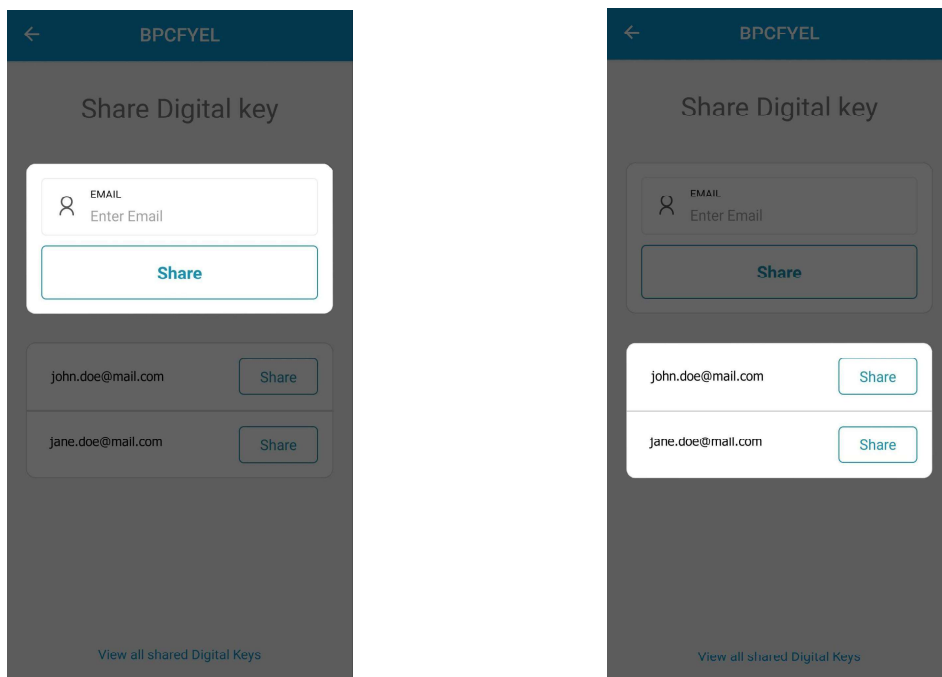 BPCFYEL
Share Digital key
EMAIL
Enter Email
Share
john.doe@mail.com
Share
jane.doe@mail.com
Share
View all shared Digital Keys
BPCFYEL
Share Digital key
EMAIL
Enter Email
Share
john.doe@mail.com
Share
jane.doe@mail.com
Share
View all shared Digital Keys